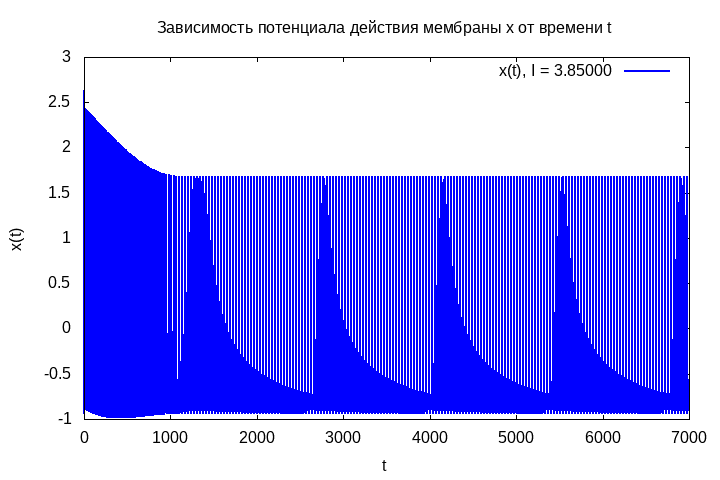 Зависимость потенциала действия мембраны x от времени t
x(t), I = 3.85000
3
2.5
2
1.5
1
0.5
0
-0.5
-1
x(t)
0 1000 2000 3000 4000 5000 6000 7000
t